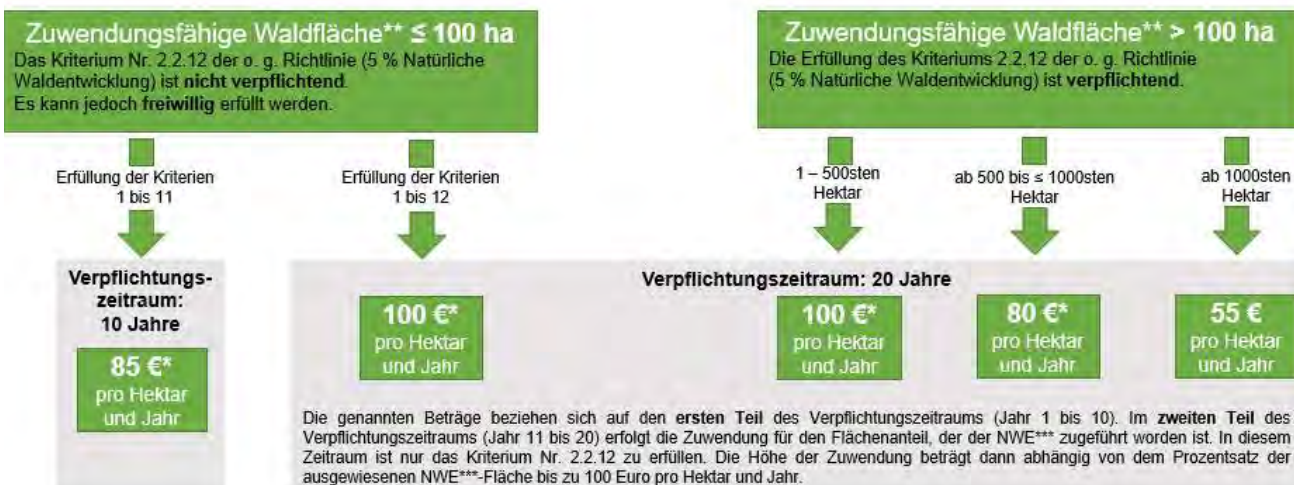 Zuwendungsfähige Waldfläche** ≤ 100 ha
Das Kriterium Nr. 2.2.12 der o. g. Richtlinie (5 % Natürliche
Waldentwicklung) ist nicht verpflichtend.
Es kann jedoch freiwillig erfüllt werden.
Zuwendungsfähige Waldfläche** > 100 ha
Die Erfüllung des Kriteriums 2.2.12 der o. g. Richtlinie
(5 % Natürliche Waldentwicklung) ist verpflichtend.
Erfüllung der Kriterien
1 bis 11
Erfüllung der Kriterien
1 bis 12
1 – 500sten
Hektar
ab 500 bis ≤ 1000sten
Hektar
ab 1000sten
Hektar
Verpflichtungs-
zeitraum:
10 Jahre
85 €*
pro Hektar
und Jahr
Verpflichtungszeitraum: 20 Jahre
100 €*
pro Hektar
und Jahr
100 €*
pro Hektar
und Jahr
80 €*
pro Hektar
und Jahr
55 €
pro Hektar
und Jahr
Die genannten Beträge beziehen sich auf den ersten Teil des Verpflichtungszeitraums (Jahr 1 bis 10). Im zweiten Teil des
Verpflichtungszeitraums (Jahr 11 bis 20) erfolgt die Zuwendung für den Flächenanteil, der der NWE*** zugeführt worden ist. In diesem
Zeitraum ist nur das Kriterium Nr. 2.2.12 zu erfüllen. Die Höhe der Zuwendung beträgt dann abhängig von dem Prozentsatz der
ausgewiesenen NWE***-Fläche bis zu 100 Euro pro Hektar und Jahr.